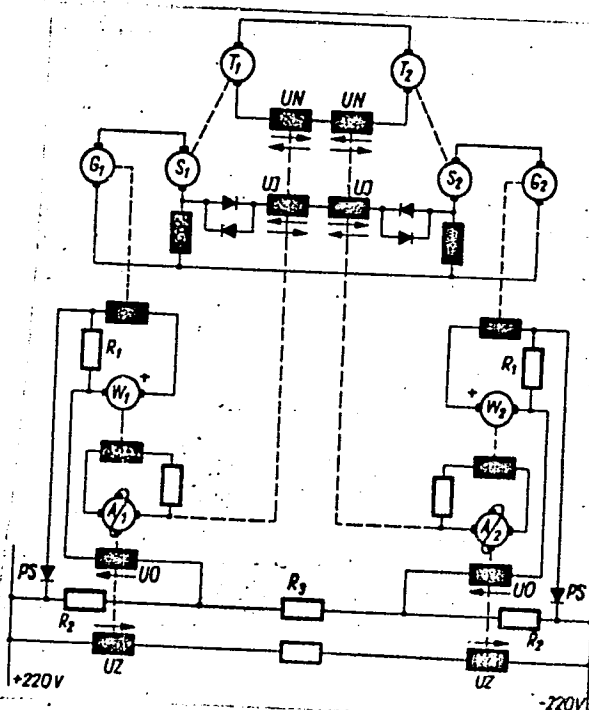 T1 T2
UN UN
G1 S1 S2 G2
UJ UJ
R1 R1
W1 + + W2
A/1 A/2
PS UO UO PS
R2 R3 R2
UZ UZ
+220V -220V